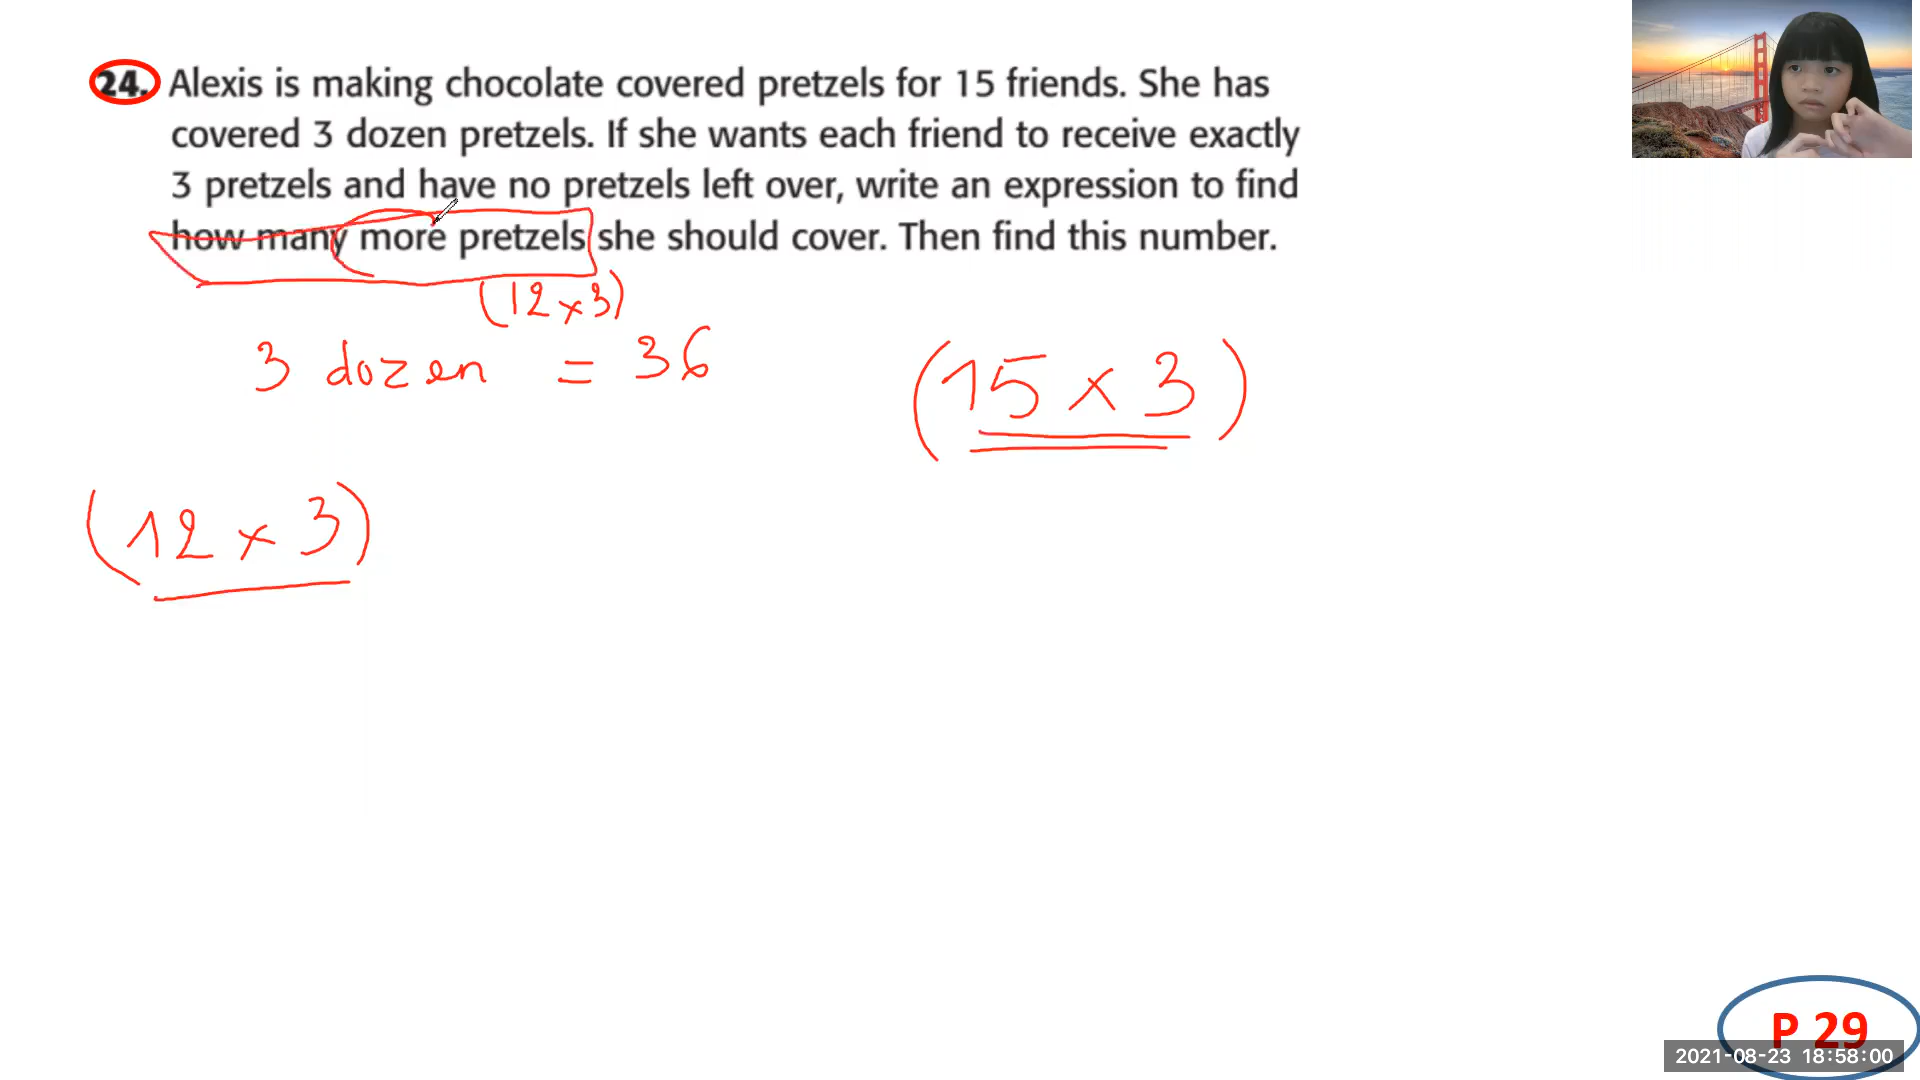 24. Alexis is making chocolate covered pretzels for 15 friends. She has
covered 3 dozen pretzels. If she wants each friend to receive exactly
3 pretzels and have no pretzels left over, write an expression to find
how many more pretzels she should cover. Then find this number.
(12 x 3)
3 dozen = 36
(15 x 3)
(12 x 3)
P 29
2021-08-23 18:58:00